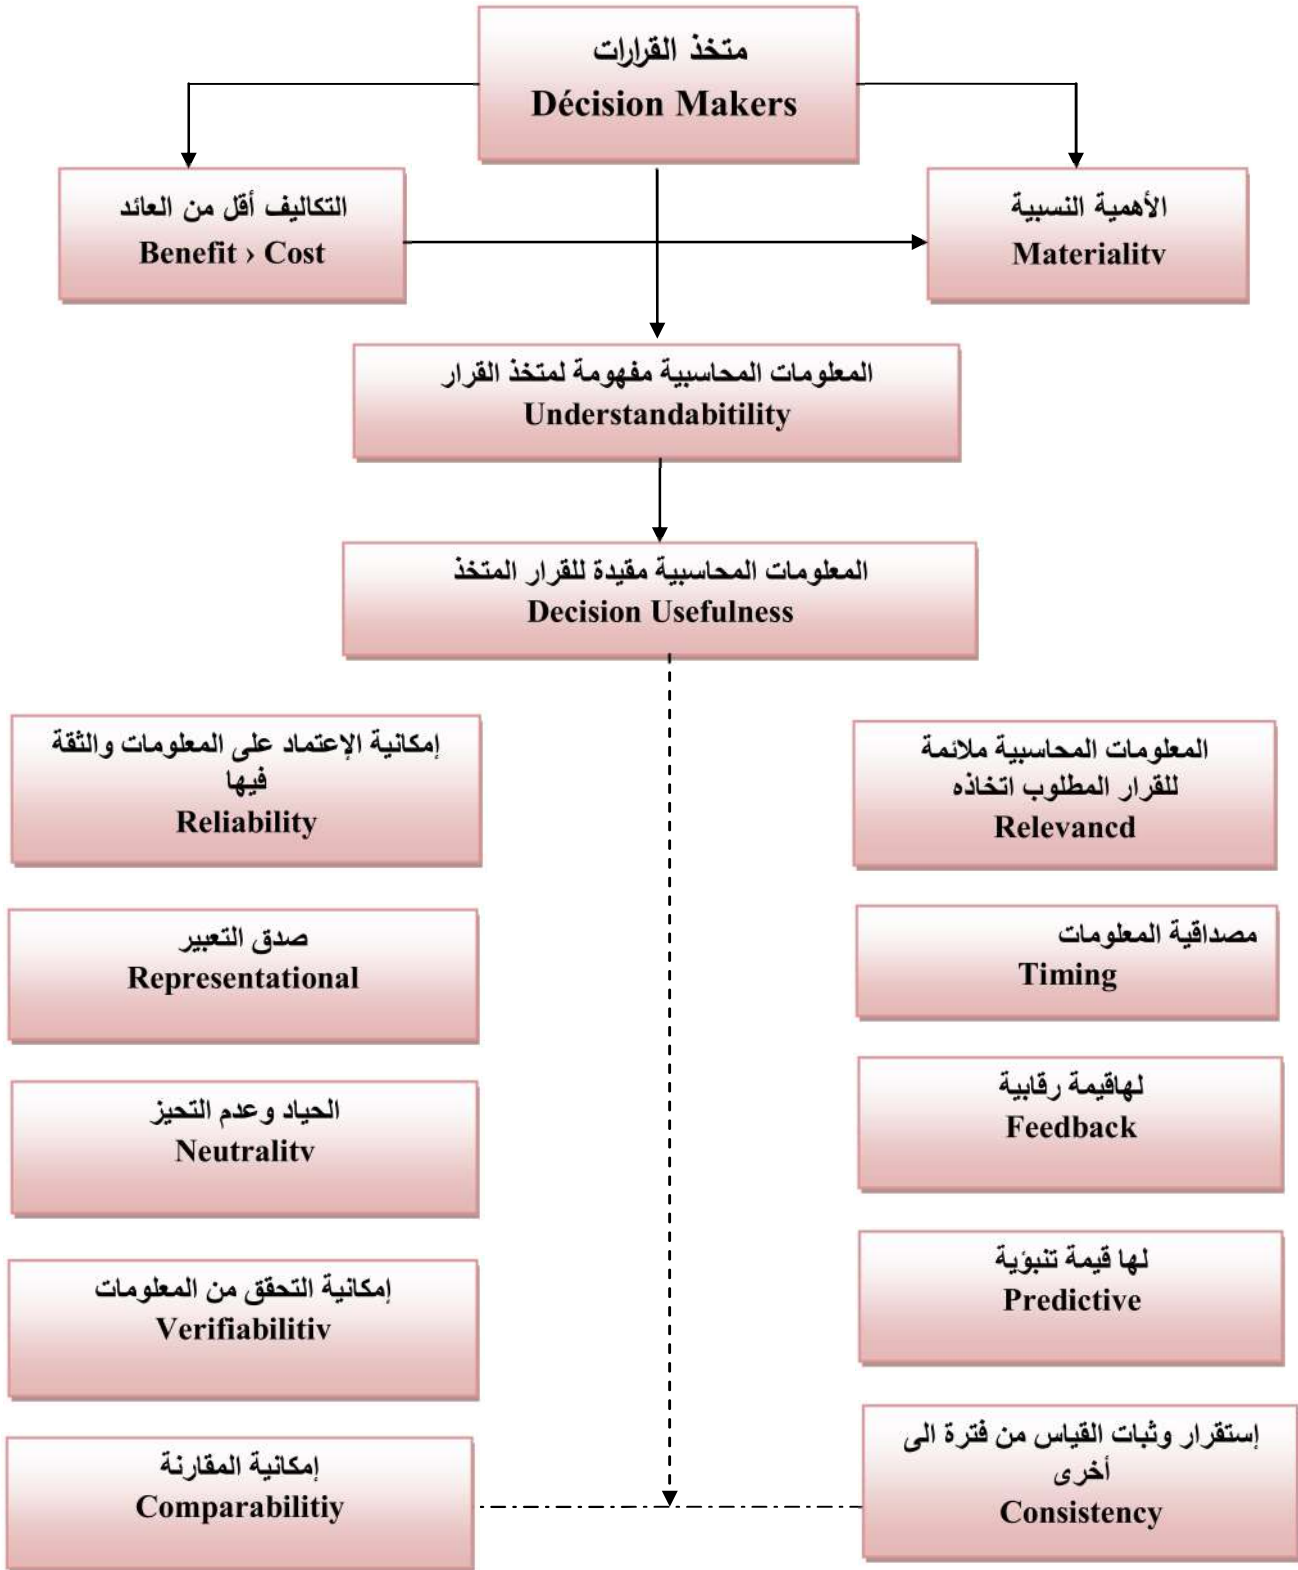 متخذ القرارات
Décision Makers
التكاليف أقل من العائد
Benefit › Cost
الأهمية النسبية
Materialitv
المعلومات المحاسبية مفهومة لمتخذ القرار
Understandabitility
المعلومات المحاسبية مقيدة للقرار المتخذ
Decision Usefulness
إمكانية الإعتماد على المعلومات والثقة
فيها
Reliability
المعلومات المحاسبية ملائمة
للقرار المطلوب اتخاذه
Relevancd
صدق التعبير
Representational
مصداقية المعلومات
Timing
الحياد وعدم التحيز
Neutralitv
لهاقيمة رقابية
Feedback
إمكانية التحقق من المعلومات
Verifiabilitiv
لها قيمة تنبؤية
Predictive
إمكانية المقارنة
Comparabilitiy
إستقرار وثبات القياس من فترة الى
أخرى
Consistency